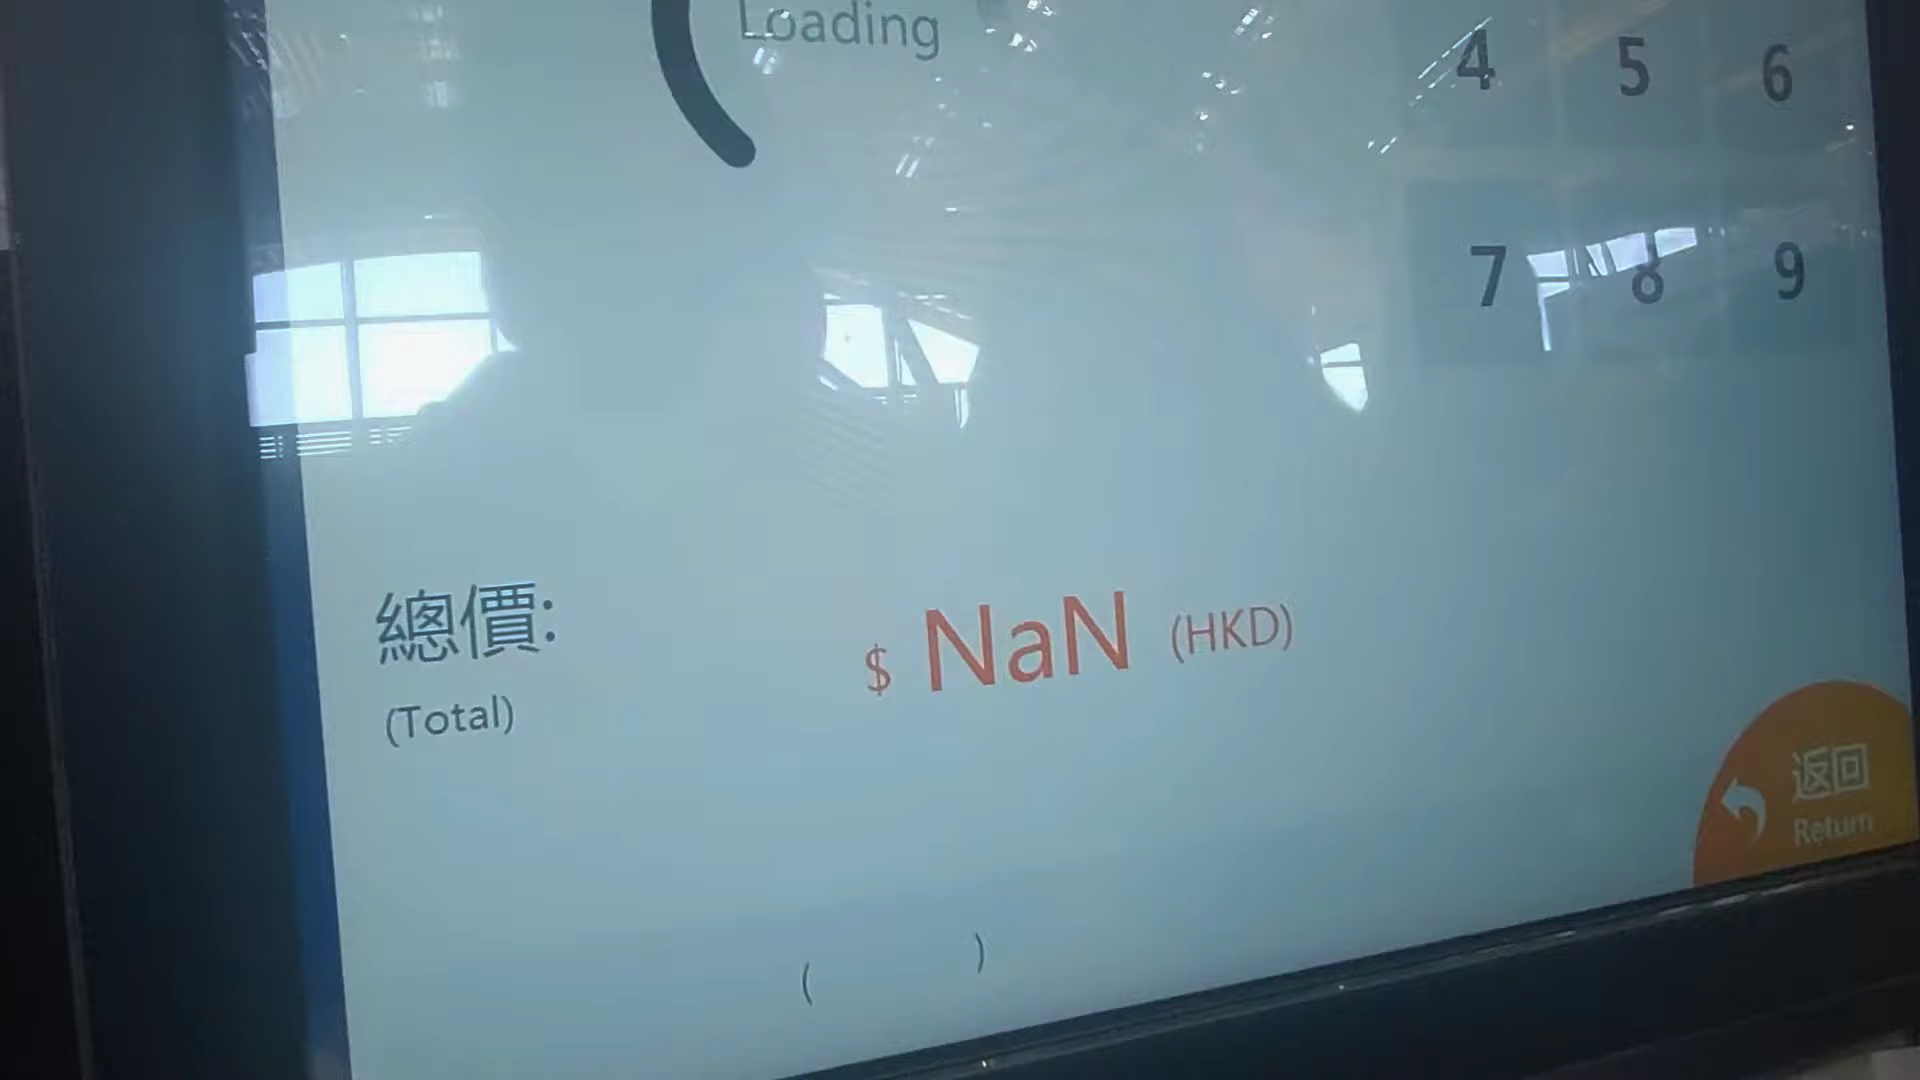 Loading
4 5 6
7 8 9
總價:
(Total)
$ NaN (HKD)
返回
Return
( )